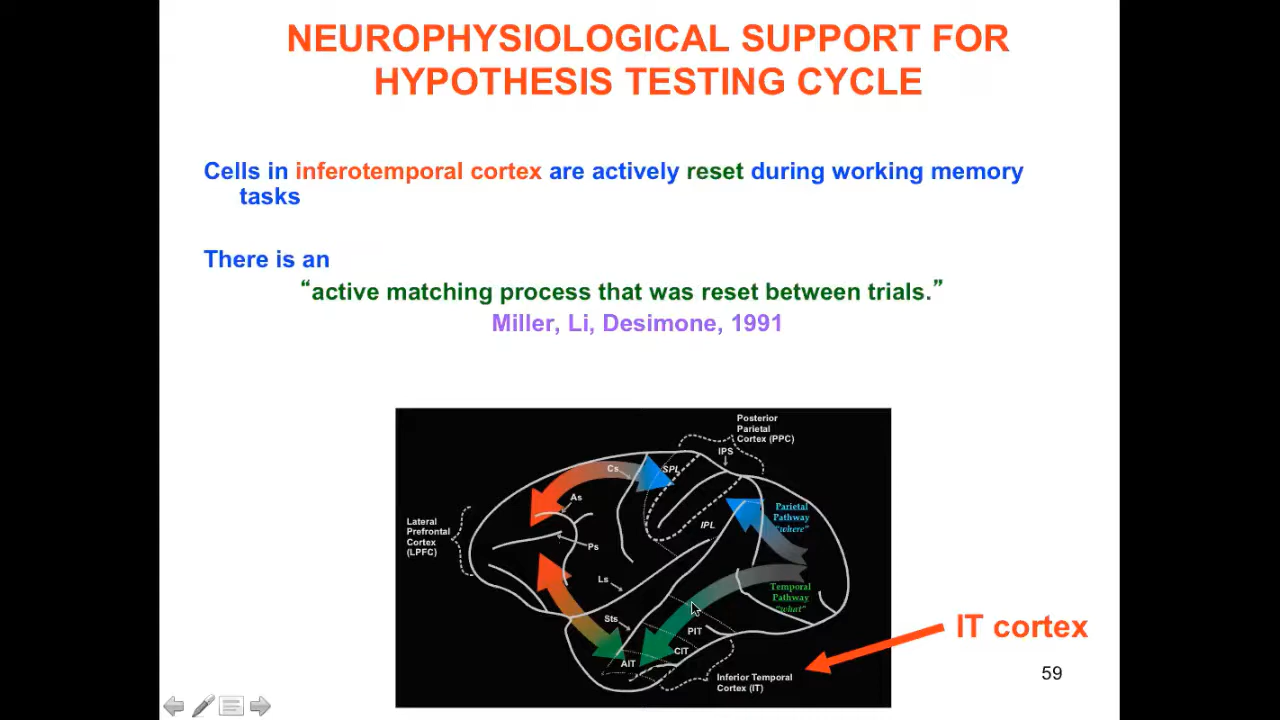 NEUROPHYSIOLOGICAL SUPPORT FOR
HYPOTHESIS TESTING CYCLE
Cells in inferotemporal cortex are actively reset during working memory
tasks
There is an
“active matching process that was reset between trials.”
Miller, Li, Desimone, 1991
Posterior
Parietal
Cortex (PPC)
IPS
Cs
SPL
As
Lateral
Prefrontal
Cortex
(LPFC)
Parietal
Pathway
"where"
IPL
Ps
Ls
Temporal
Pathway
"what"
Sts
PIT
CIT
AIT
Inferior Temporal
Cortex (IT)
IT cortex
59